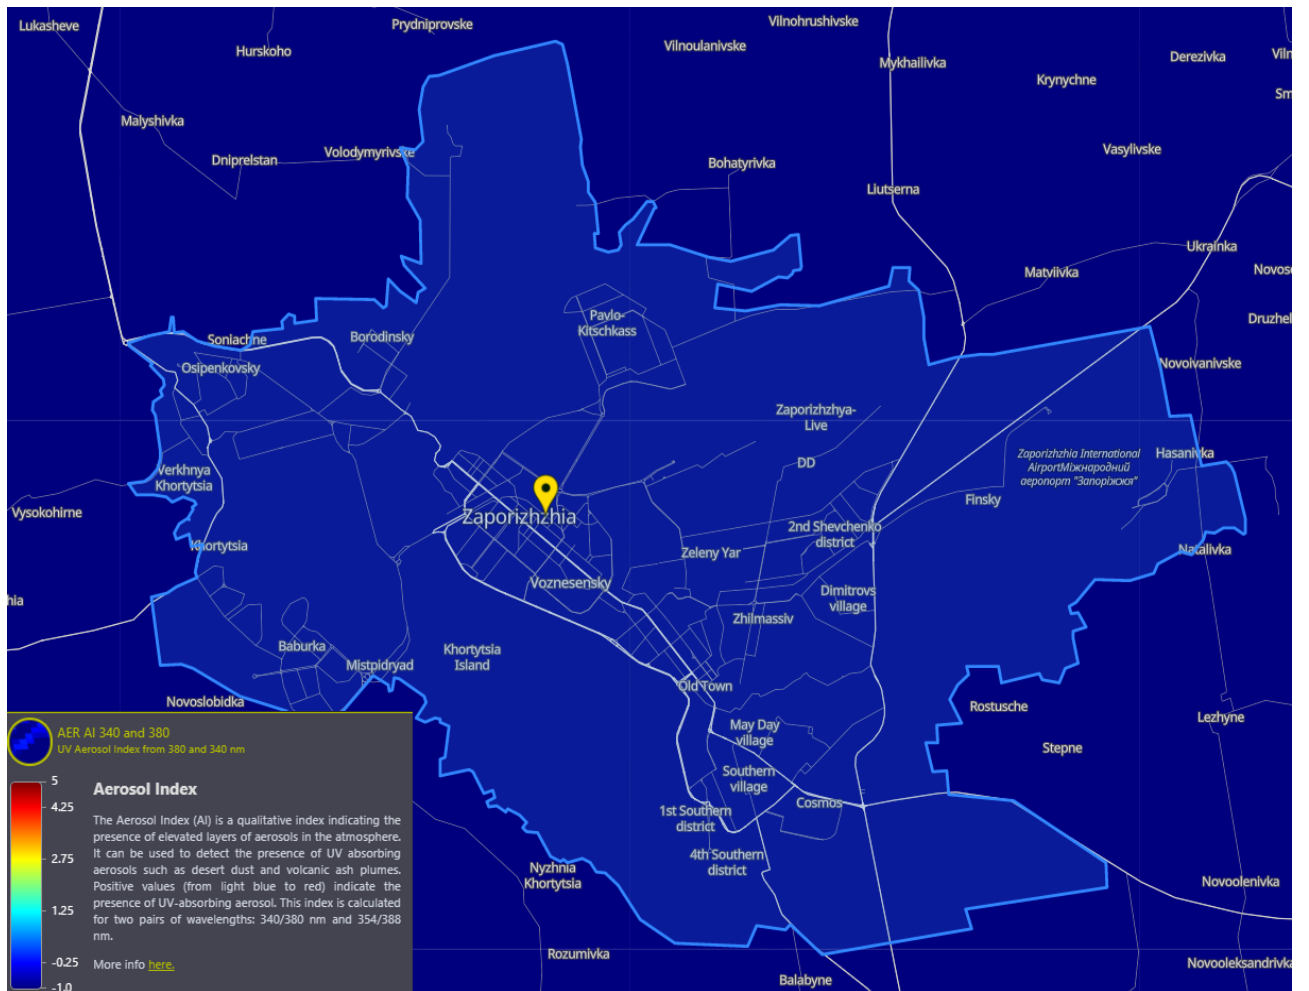 Lukasheve
Prydniprovske
Vilnohrushivske
Hurskoho
Vilnoulanivske
Mykhailivka
Derezivka
Viln
Krynychne
Sm
Malyshivka
Dniprelstan
Volodymyrivske
Bohatyrivka
Vasylivske
Liutserna
Ukrainka
Matviivka
Novose
Druzhel
Pavlo-
Kitschkass
Soniachne
Borodinsky
Osipenkovsky
Novoivanivske
Zaporizhzhya-
Live
DD
Zaporizhzhia International
AirportМіжнародний
аеропорт "Запоріжжя"
Hasanivka
Verkhnya
Khortytsia
Finsky
Vysokohirne
Zaporizhzhia
2nd Shevchenko
district
Khortytsia
Zeleny Yar
Natalivka
Voznesensky
Dimitrovs
village
hia
Zhilmassiv
Baburka
Khortytsia
Island
Mistpidryad
Old Town
Novoslobidka
Rostusche
Lezhyne
May Day
village
Stepne
Southern
village
Cosmos
1st Southern
district
4th Southern
district
Nyzhnia
Khortytsia
Novoolenivka
Rozumivka
Novooleksandrivka
Balabyne
AER AI 340 and 380
UV Aerosol Index from 380 and 340 nm
5
4.25
2.75
1.25
-0.25
-1.0
Aerosol Index
The Aerosol Index (AI) is a qualitative index indicating the
presence of elevated layers of aerosols in the atmosphere.
It can be used to detect the presence of UV absorbing
aerosols such as desert dust and volcanic ash plumes.
Positive values (from light blue to red) indicate the
presence of UV-absorbing aerosol. This index is calculated
for two pairs of wavelengths: 340/380 nm and 354/388
nm.
More info here.